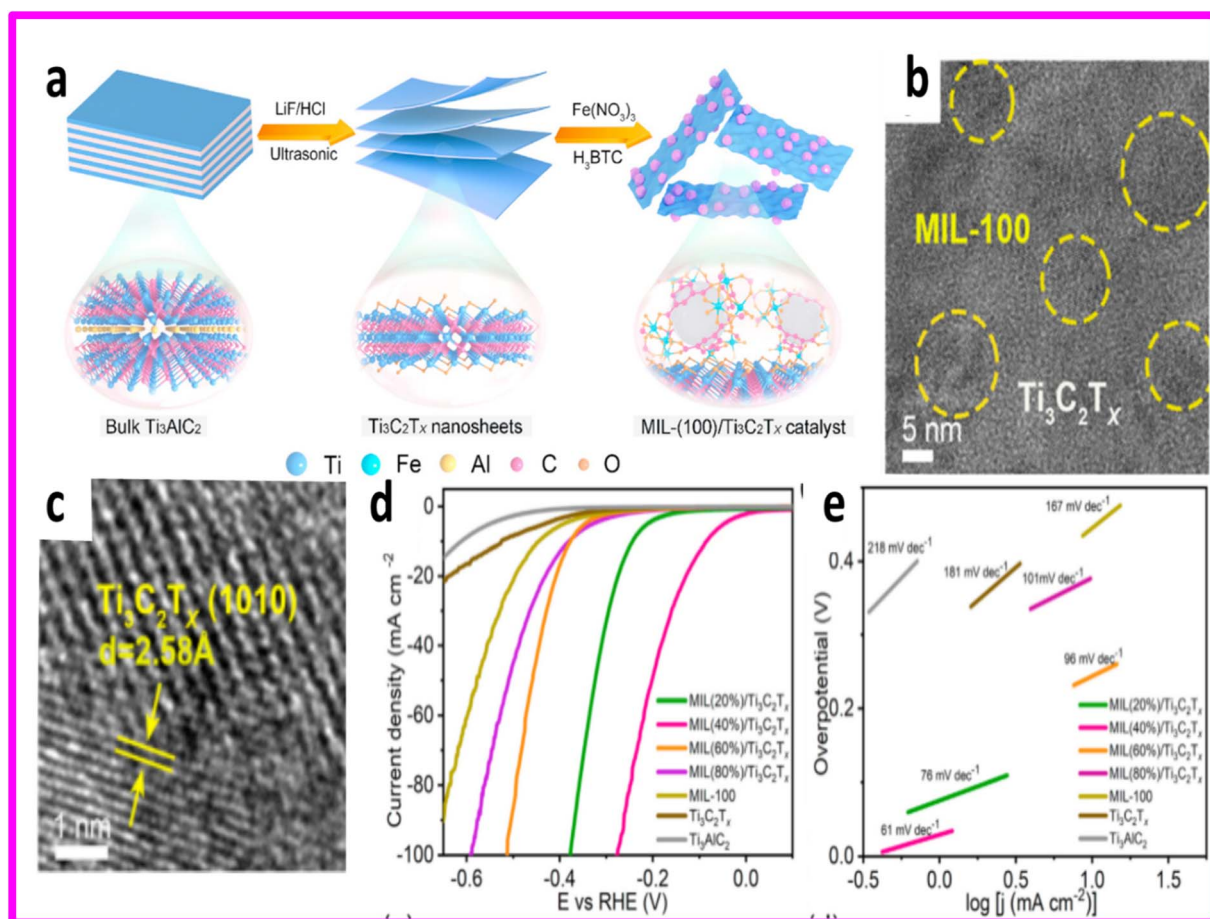 a
LiF/HCl
Ultrasonic
Fe(NO₃)₃
H₃BTC
Bulk Ti₃AlC₂
Ti₃C₂Tx nanosheets
MIL-(100)/Ti₃C₂Tx catalyst
Ti Fe Al C O
b
MIL-100
Ti₃C₂Tx
5 nm
c
Ti₃C₂Tx (1010)
d=2.58Å
1 nm
d
Current density (mA cm⁻²)
0
-20
-40
-60
-80
-100
-0.6 -0.4 -0.2 0.0
E vs RHE (V)
MIL(20%)/Ti₃C₂Tx
MIL(40%)/Ti₃C₂Tx
MIL(60%)/Ti₃C₂Tx
MIL(80%)/Ti₃C₂Tx
MIL-100
Ti₃C₂Tx
Ti₃AlC₂
e
Overpotential (V)
0.4
0.2
0.0
-0.5 0.0 0.5 1.0 1.5
log [j (mA cm⁻²)]
167 mV dec⁻¹
218 mV dec⁻¹
181 mV dec⁻¹
101mV dec⁻¹
96 mV dec⁻¹
76 mV dec⁻¹
61 mV dec⁻¹
MIL(20%)/Ti₃C₂Tx
MIL(40%)/Ti₃C₂Tx
MIL(60%)/Ti₃C₂Tx
MIL(80%)/Ti₃C₂Tx
MIL-100
Ti₃C₂Tx
Ti₃AlC₂